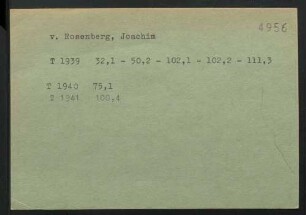 4956
v. Rosenberg, Joachim
T 1939 32,1 - 50,2 - 102,1 - 102,2 - 111,3
T 1940 75,1
T 1941 100,4